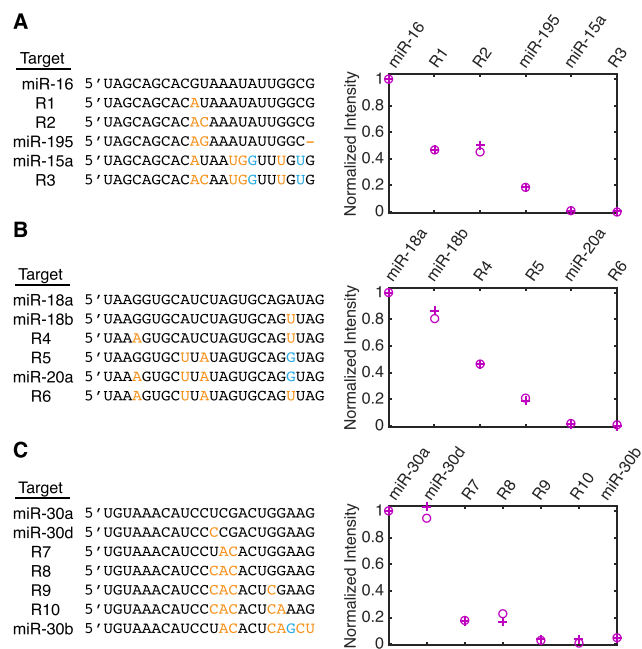 A
Target
miR-16 5′UAGCAGCACGUAAAUAUUGGCG
R1 5′UAGCAGCACAUAAAUAUUGGCG
R2 5′UAGCAGCACACAAAUAUUGGCG
miR-195 5′UAGCAGCACAGAAAUAUUGGC-
miR-15a 5′UAGCAGCACAUAAUGGUUUGUG
R3 5′UAGCAGCACACAAUGGUUUGUG
miR-16 R1 R2 miR-195 miR-15a R3
Normalized Intensity
1
0.8
0.6
0.4
0.2
0
B
Target
miR-18a 5′UAAGGUGCAUCUAGUGCAGAUAG
miR-18b 5′UAAGGUGCAUCUAGUGCAGUUAG
R4 5′UAAAGUGCAUCUAGUGCAGUUAG
R5 5′UAAGGUGCUUAUAGUGCAGGUAG
miR-20a 5′UAAAGUGCUUAUAGUGCAGGUAG
R6 5′UAAAGUGCUUAUAGUGCAGUUAG
miR-18a miR-18b R4 R5 miR-20a R6
Normalized Intensity
1
0.8
0.6
0.4
0.2
0
C
Target
miR-30a 5′UGUAAACAUCCUCGACUGGAAG
miR-30d 5′UGUAAACAUCCCCGACUGGAAG
R7 5′UGUAAACAUCCUACACUGGAAG
R8 5′UGUAAACAUCCCACACUGGAAG
R9 5′UGUAAACAUCCCACACUCGAAG
R10 5′UGUAAACAUCCCACACUCAAAG
miR-30b 5′UGUAAACAUCCUACACUCAGCU
miR-30a miR-30d R7 R8 R9 R10 miR-30b
Normalized Intensity
1
0.8
0.6
0.4
0.2
0